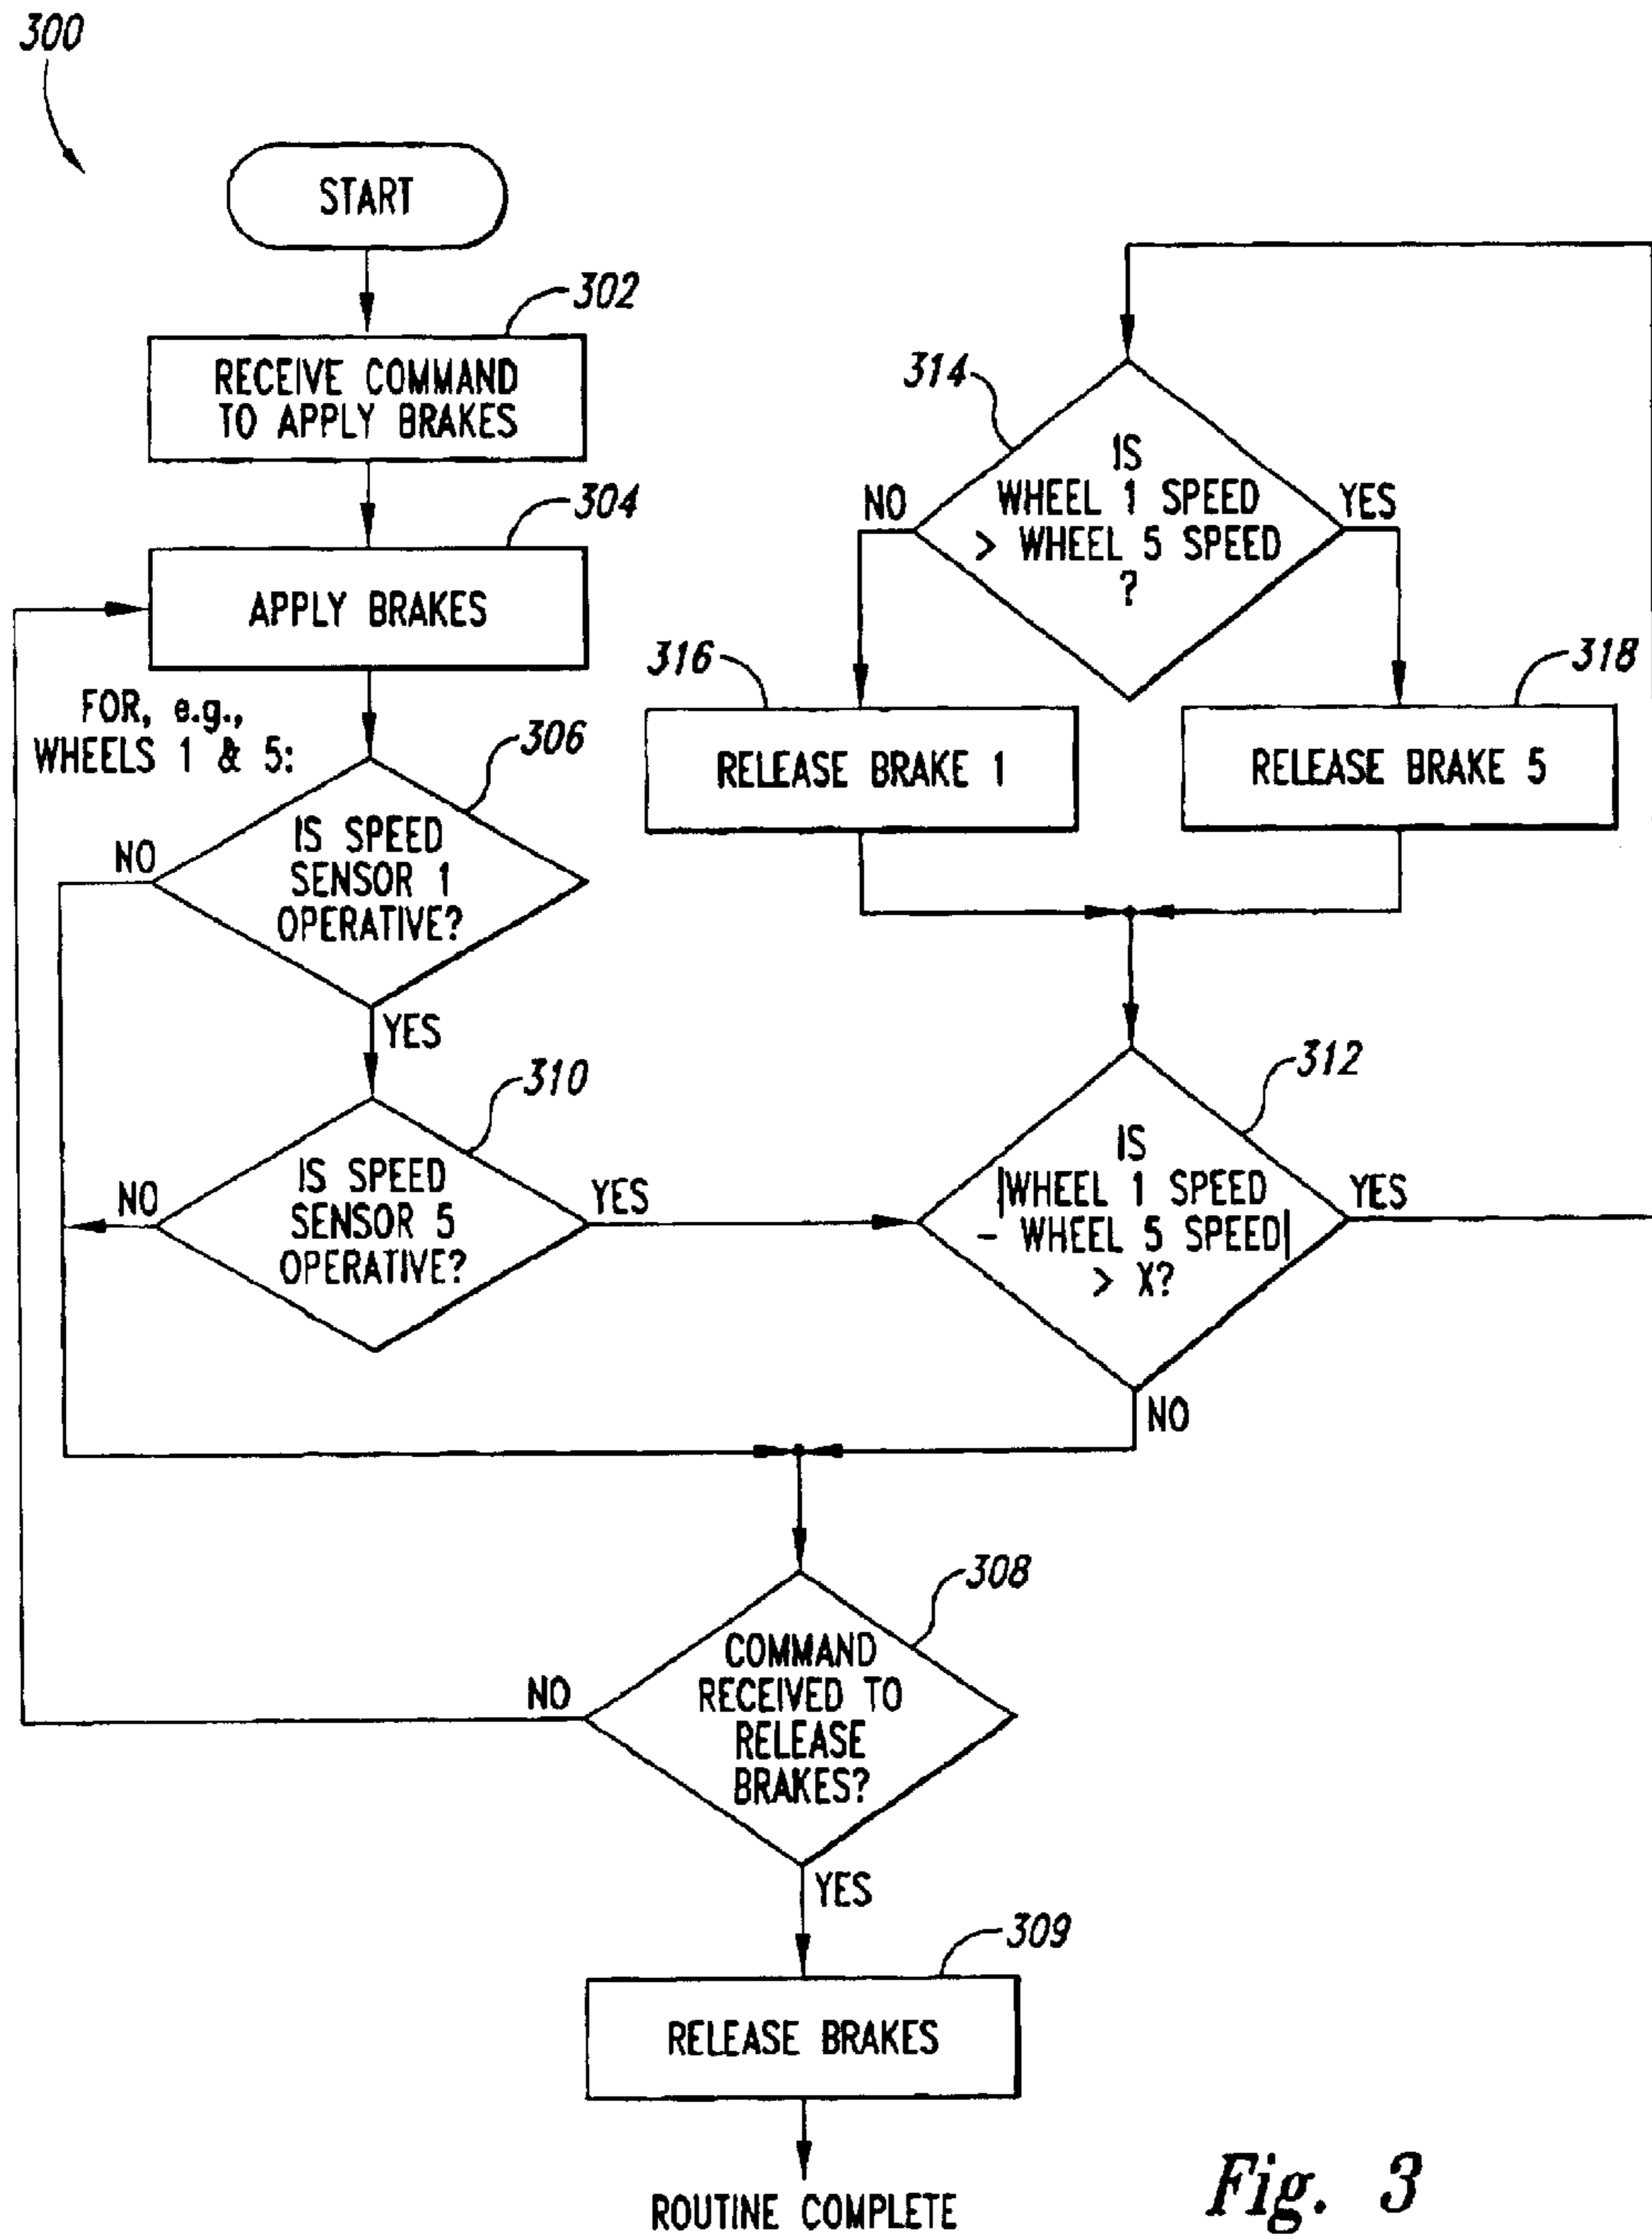 300
START
302
RECEIVE COMMAND
TO APPLY BRAKES
304
APPLY BRAKES
FOR, e.g.,
WHEELS 1 & 5:
306
IS SPEED
SENSOR 1
OPERATIVE?
NO
YES
310
IS SPEED
SENSOR 5
OPERATIVE?
NO
YES
314
IS
WHEEL 1 SPEED
> WHEEL 5 SPEED
?
NO
YES
316
RELEASE BRAKE 1
318
RELEASE BRAKE 5
312
IS
|WHEEL 1 SPEED
- WHEEL 5 SPEED|
> X?
YES
NO
308
COMMAND
RECEIVED TO
RELEASE
BRAKES?
NO
YES
309
RELEASE BRAKES
ROUTINE COMPLETE
Fig. 3